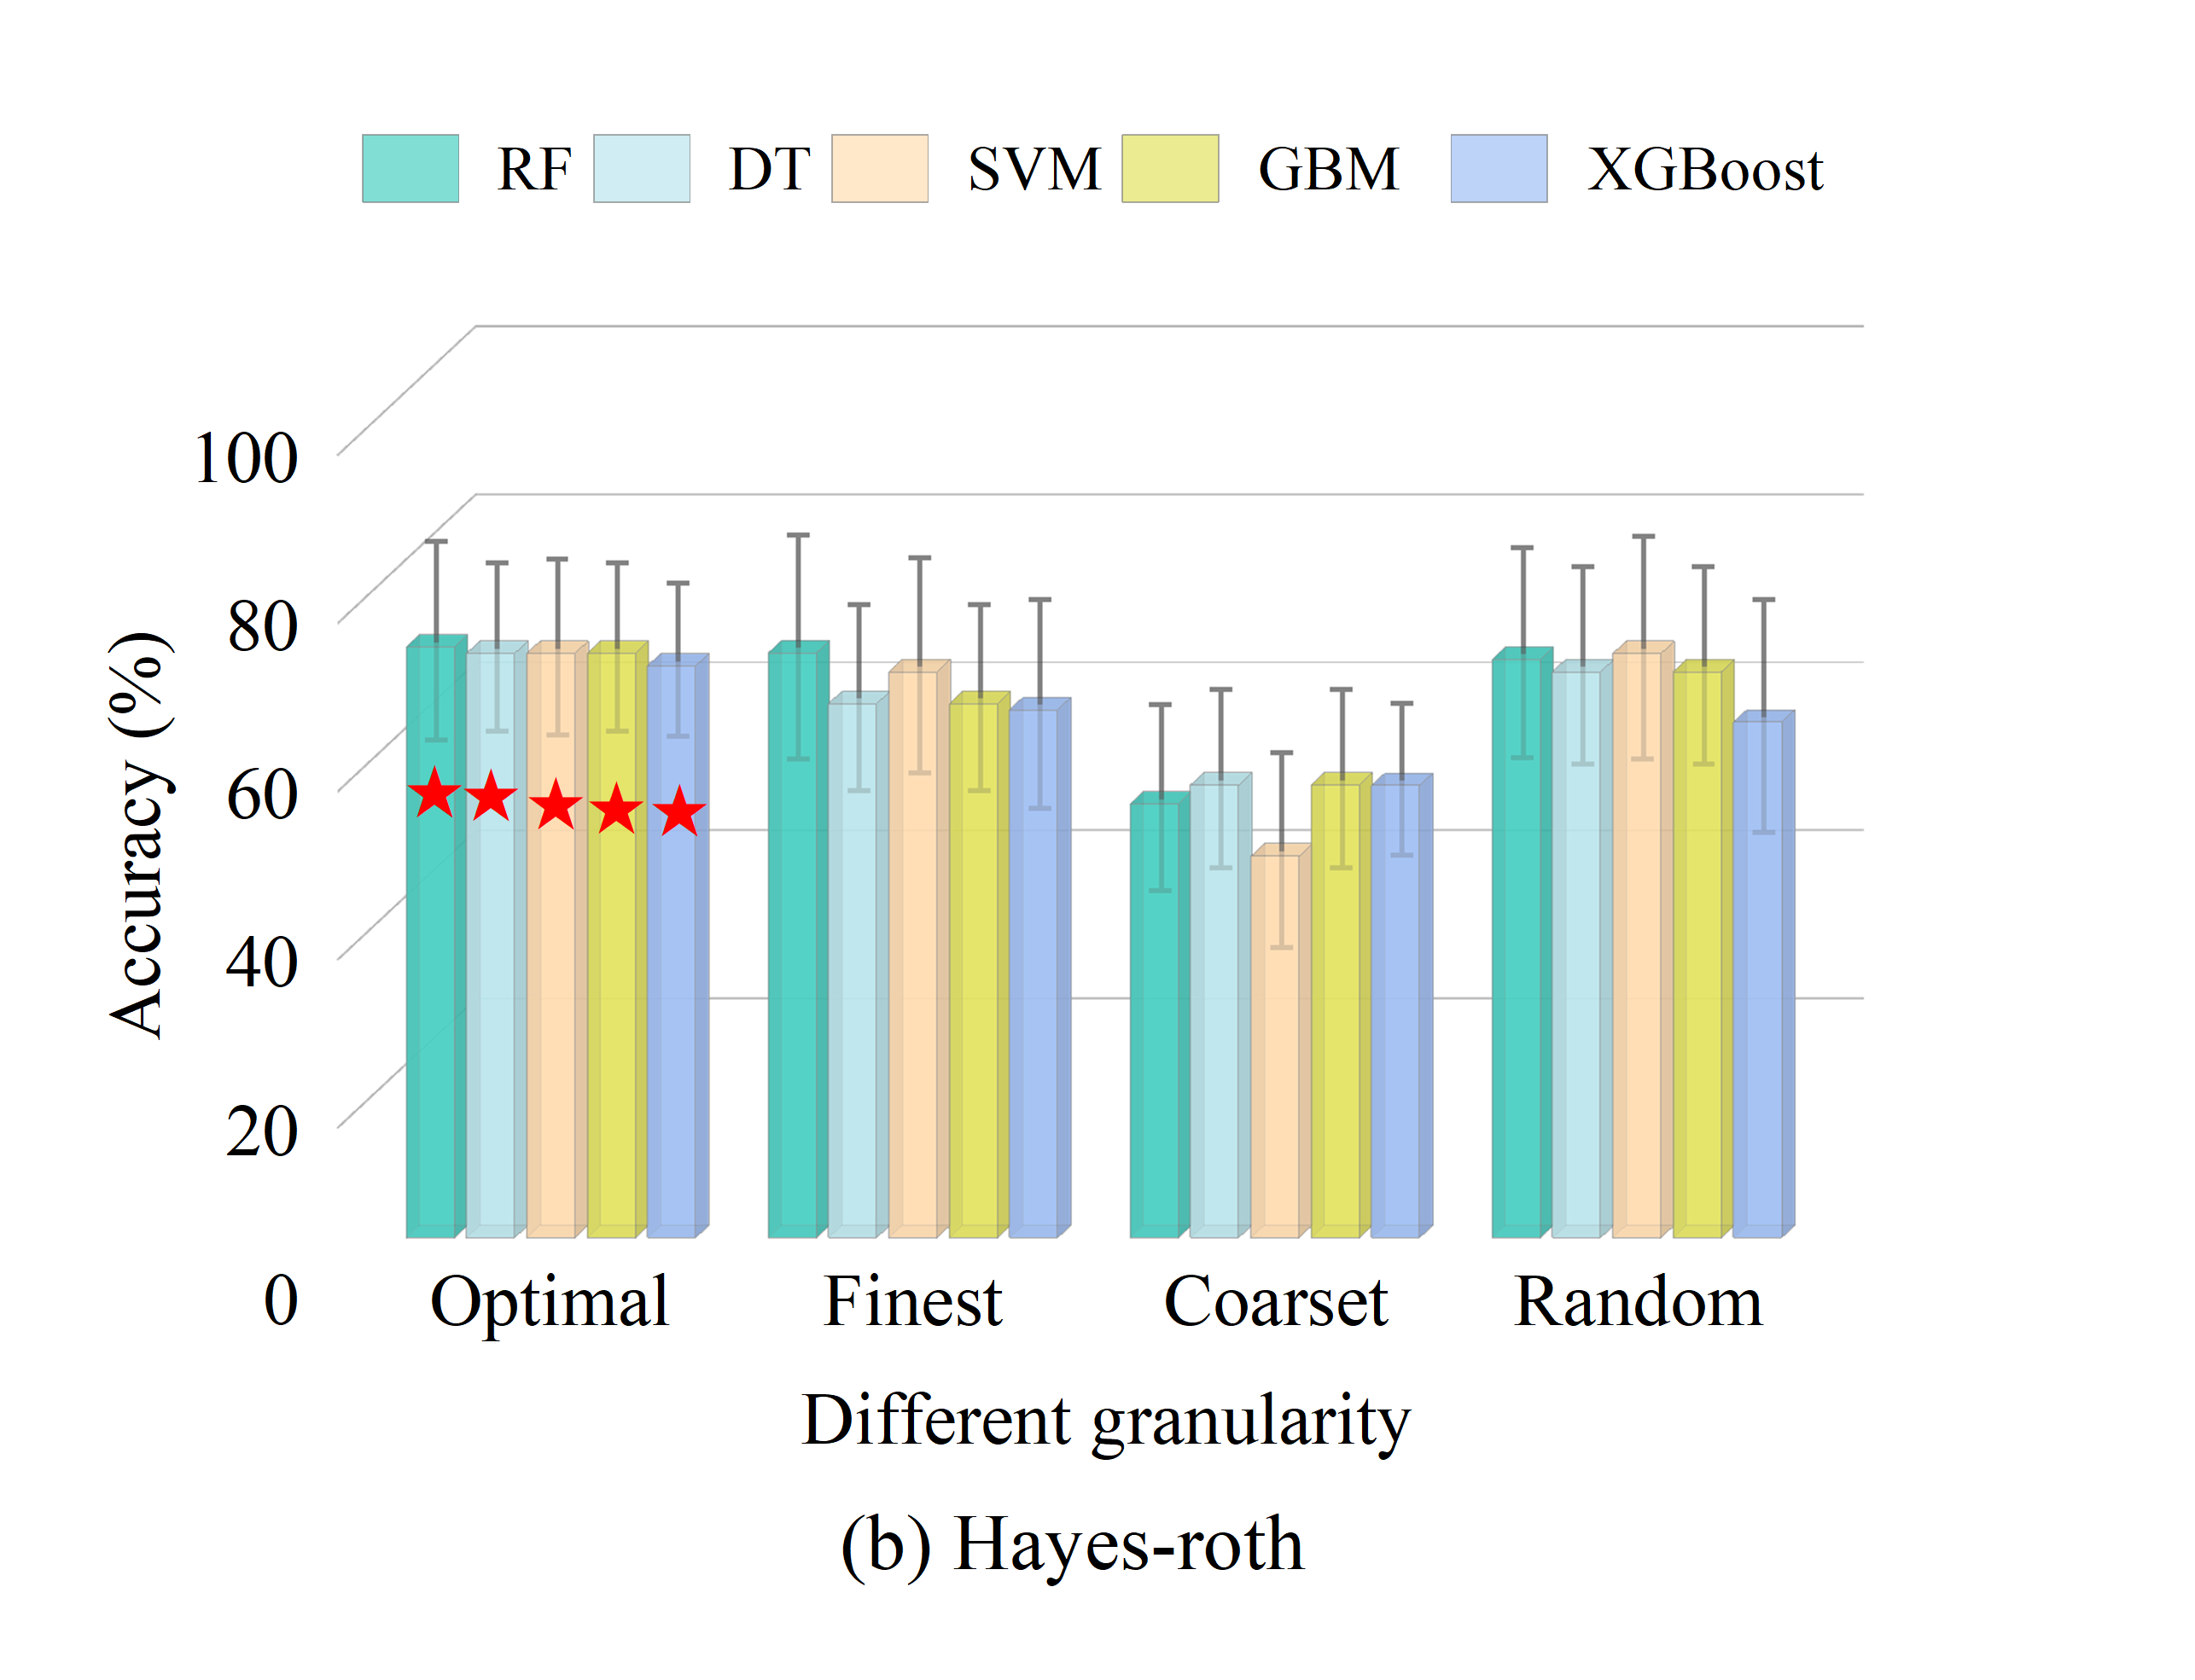 RF DT SVM GBM XGBoost
100
80
60
40
20
0
Accuracy (%)
Optimal Finest Coarset Random
Different granularity
(b) Hayes-roth